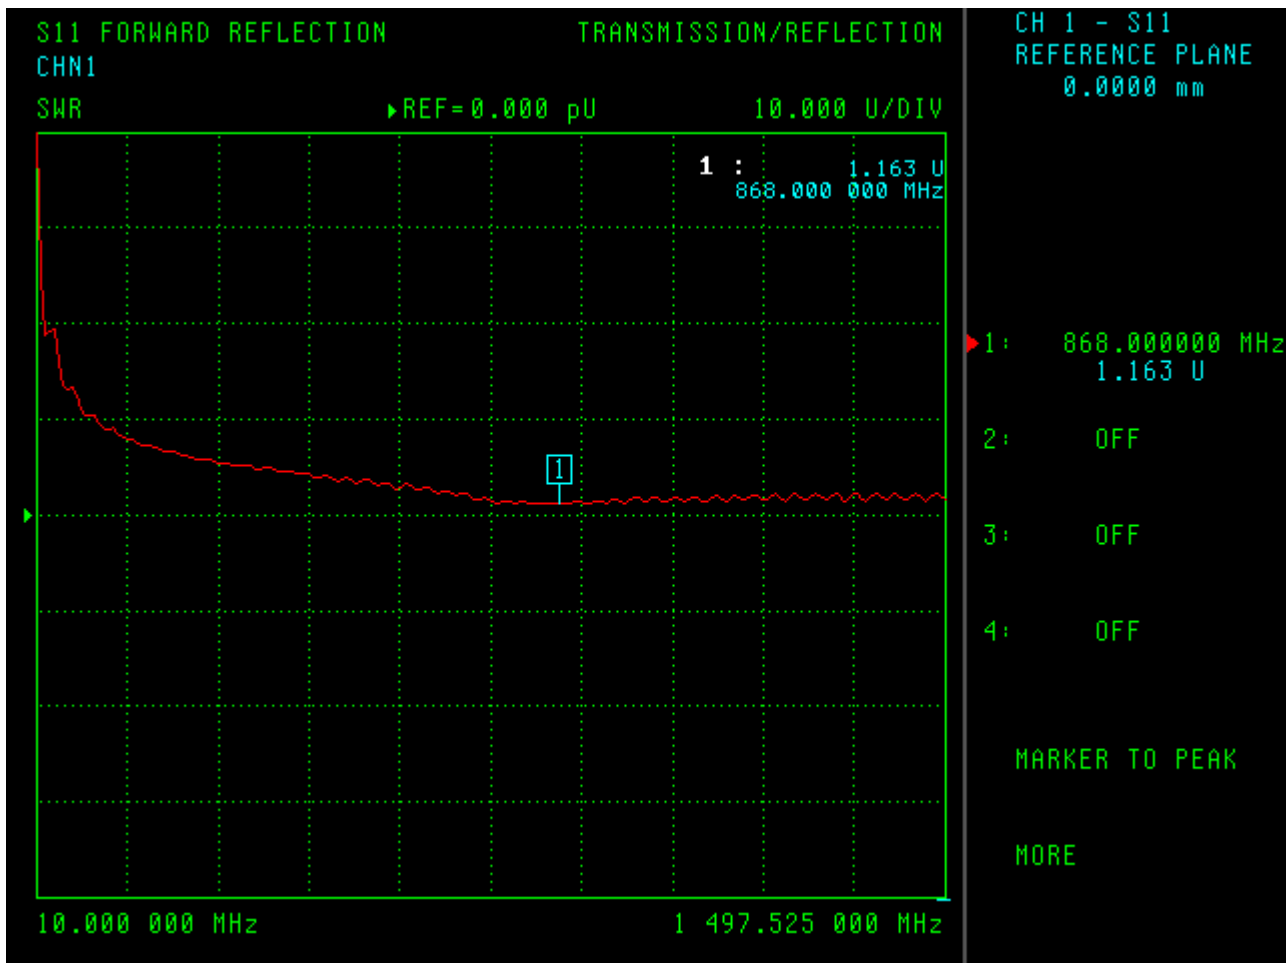 S11 FORWARD REFLECTION TRANSMISSION/REFLECTION
CHN1
SWR ▸REF=0.000 pU 10.000 U/DIV
1 : 1.163 U
868.000 000 MHz
1
10.000 000 MHz 1 497.525 000 MHz
CH 1 - S11
REFERENCE PLANE
0.0000 mm
1: 868.000000 MHz
1.163 U
2: OFF
3: OFF
4: OFF
MARKER TO PEAK
MORE